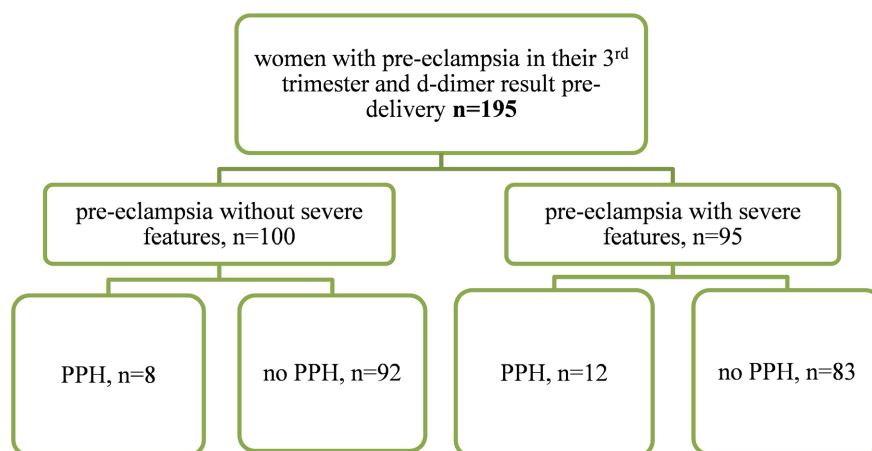 women with pre-eclampsia in their 3rd
trimester and d-dimer result pre-
delivery n=195
pre-eclampsia without severe
features, n=100
pre-eclampsia with severe
features, n=95
PPH, n=8
no PPH, n=92
PPH, n=12
no PPH, n=83